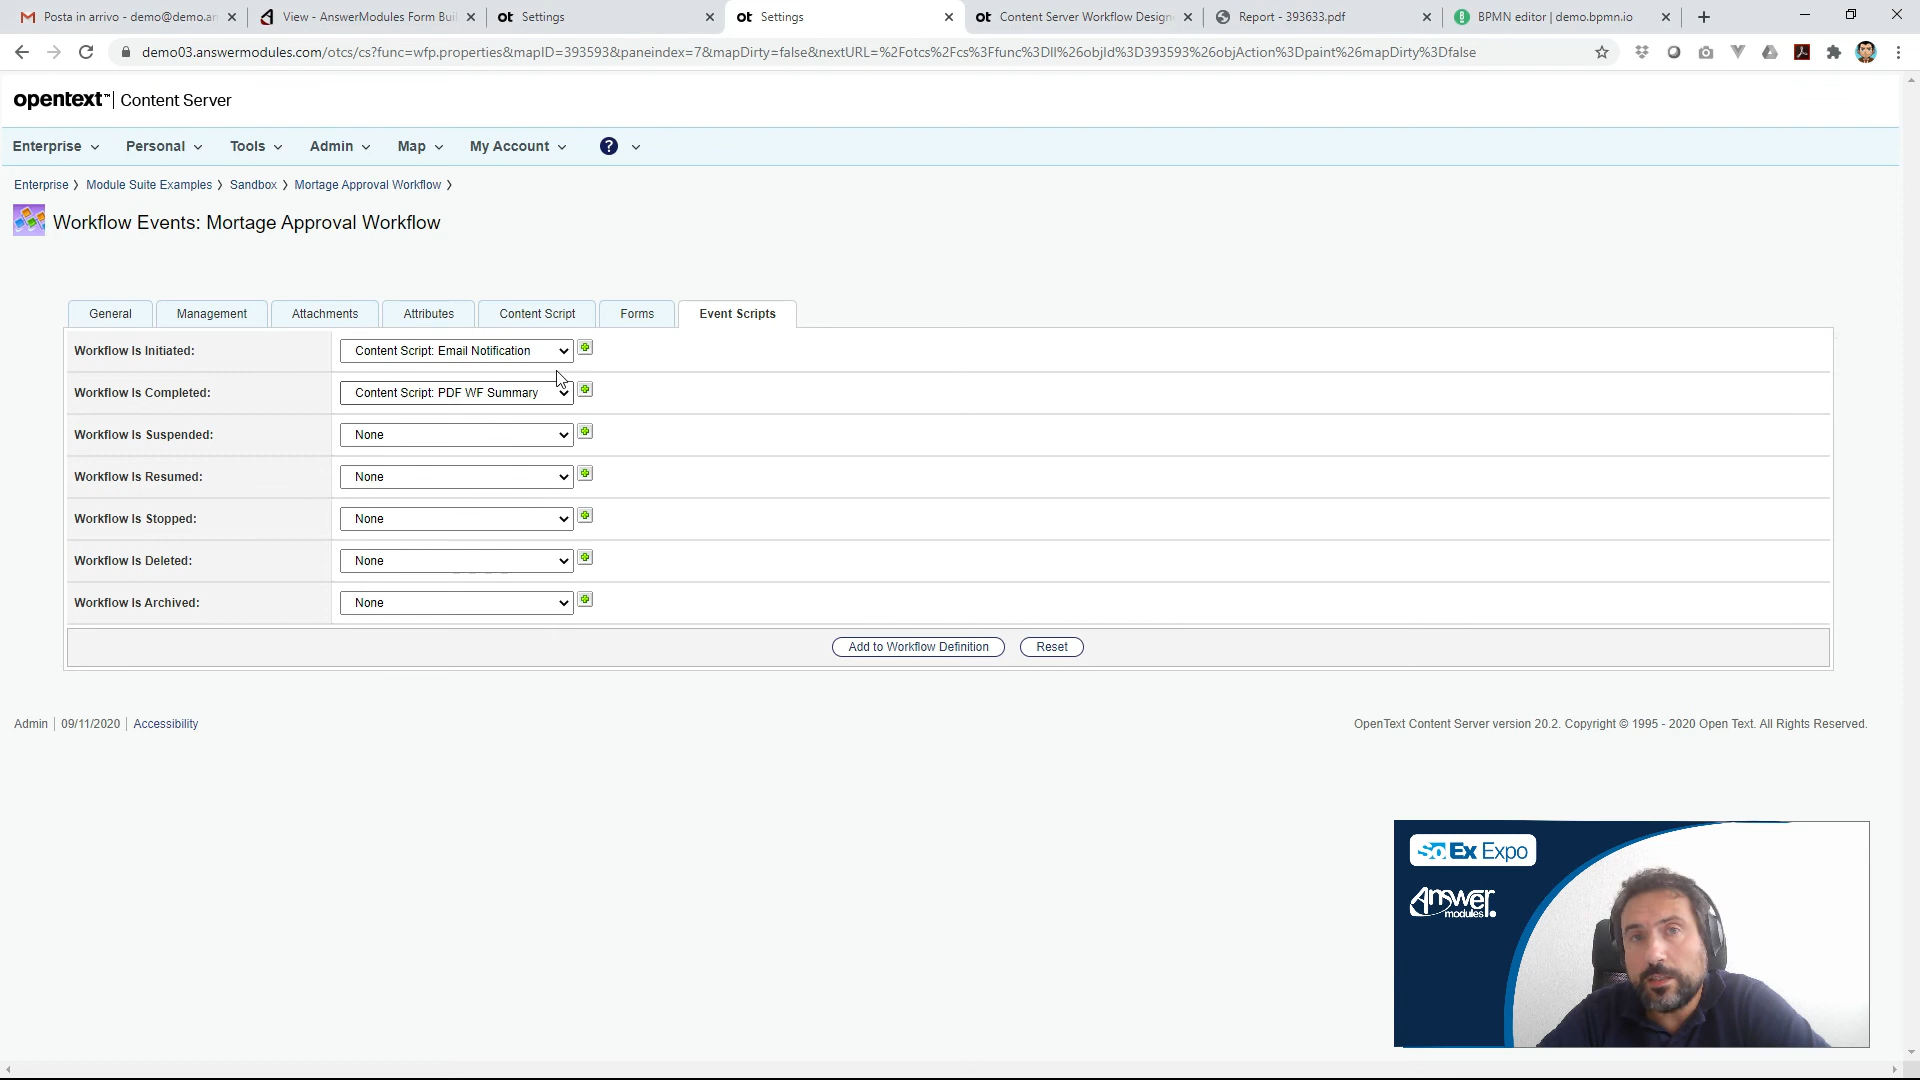 Posta in arrivo - demo@demo.an
View - AnswerModules Form Buil
Settings
Settings
Content Server Workflow Design
Report - 393633.pdf
BPMN editor | demo.bpmn.io
demo03.answermodules.com/otcs/cs?func=wfp.properties&mapID=393593&paneindex=7&mapDirty=false&nextURL=%2Fotcs%2Fcs%3Ffunc%3Dll%26objId%3D393593%26objAction%3Dpaint%26mapDirty%3Dfalse
opentext™ | Content Server
Enterprise Personal Tools Admin Map My Account ?
Enterprise › Module Suite Examples › Sandbox › Mortage Approval Workflow ›
Workflow Events: Mortage Approval Workflow
General Management Attachments Attributes Content Script Forms Event Scripts
Workflow Is Initiated: Content Script: Email Notification
Workflow Is Completed: Content Script: PDF WF Summary
Workflow Is Suspended: None
Workflow Is Resumed: None
Workflow Is Stopped: None
Workflow Is Deleted: None
Workflow Is Archived: None
Add to Workflow Definition Reset
Admin | 09/11/2020 | Accessibility
OpenText Content Server version 20.2. Copyright © 1995 - 2020 Open Text. All Rights Reserved.
SolEx Expo
Answer
modules.